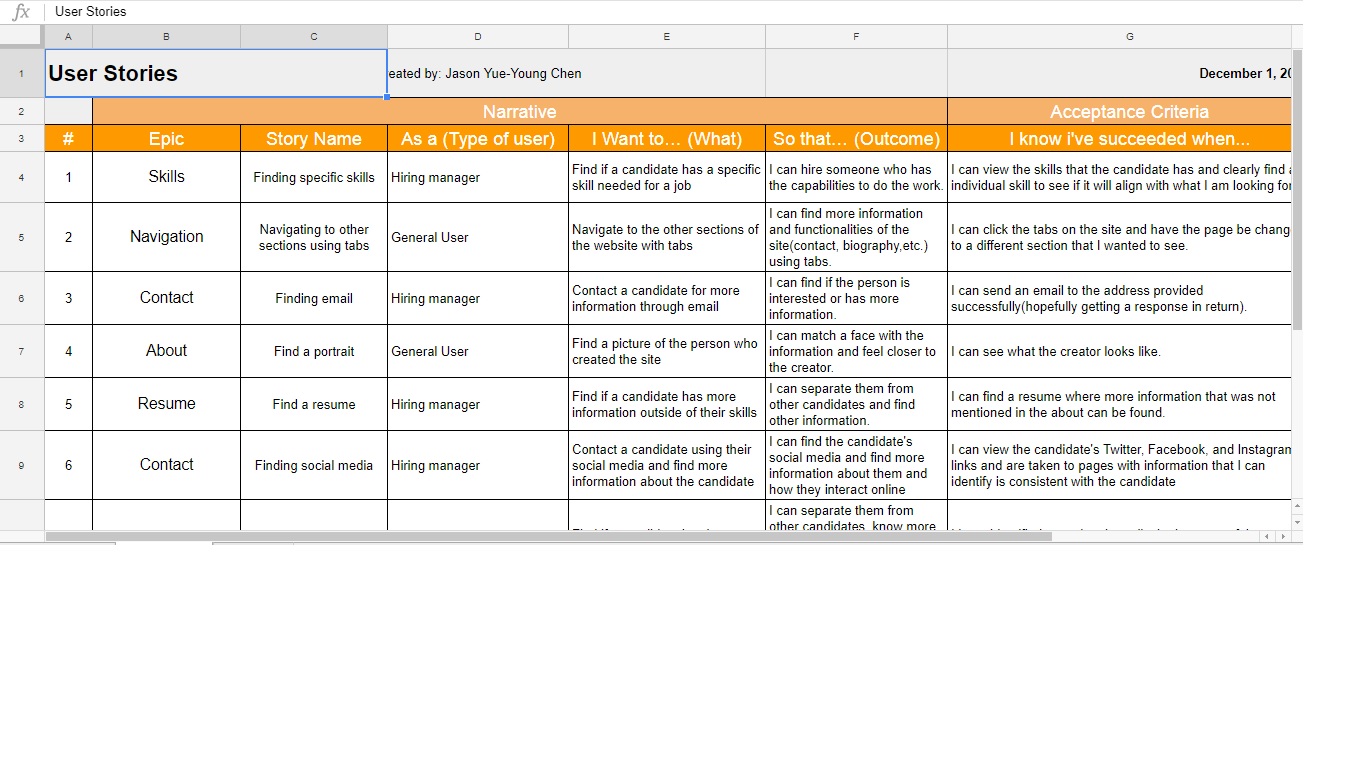 fx User Stories
A B C D E F G
1 User Stories eated by: Jason Yue-Young Chen December 1,
2 Narrative Acceptance Criteria
3 # Epic Story Name As a (Type of user) I Want to... (What) So that... (Outcome) I know i've succeeded when...
4 1 Skills Finding specific skills Hiring manager
Find if a candidate has a specific
skill needed for a job
I can hire someone who has
the capabilities to do the work.
I can view the skills that the candidate has and clearly find
individual skill to see if it will align with what I am looking for
5 2 Navigation
Navigating to other
sections using tabs
General User
Navigate to the other sections of
the website with tabs
I can find more information
and functionalities of the
site(contact, biography,etc.)
using tabs.
I can click the tabs on the site and have the page be chang
to a different section that I wanted to see.
6 3 Contact Finding email Hiring manager
Contact a candidate for more
information through email
I can find if the person is
interested or has more
information.
I can send an email to the address provided
successfully(hopefully getting a response in return).
7 4 About Find a portrait General User
Find a picture of the person who
created the site
I can match a face with the
information and feel closer to
the creator.
I can see what the creator looks like.
8 5 Resume Find a resume Hiring manager
Find if a candidate has more
information outside of their skills
I can separate them from
other candidates and find
other information.
I can find a resume where more information that was not
mentioned in the about can be found.
9 6 Contact Finding social media Hiring manager
Contact a candidate using their
social media and find more
information about the candidate
I can find the candidate's
social media and find more
information about them and
how they interact online
I can view the candidate's Twitter, Facebook, and Instagram
links and are taken to pages with information that I can
identify is consistent with the candidate
I can separate them from
other candidates, know more